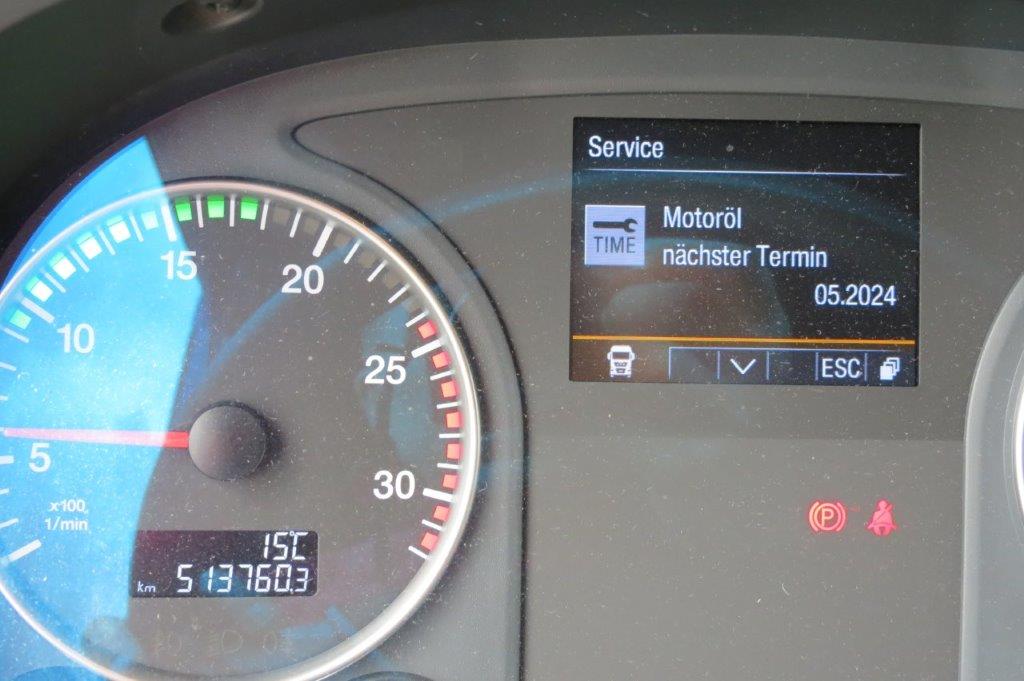 Service
TIME
Motoröl
nächster Termin
05.2024
ESC
5
10
15
20
25
30
x100,
1/min
15°C
km 513760.3
P